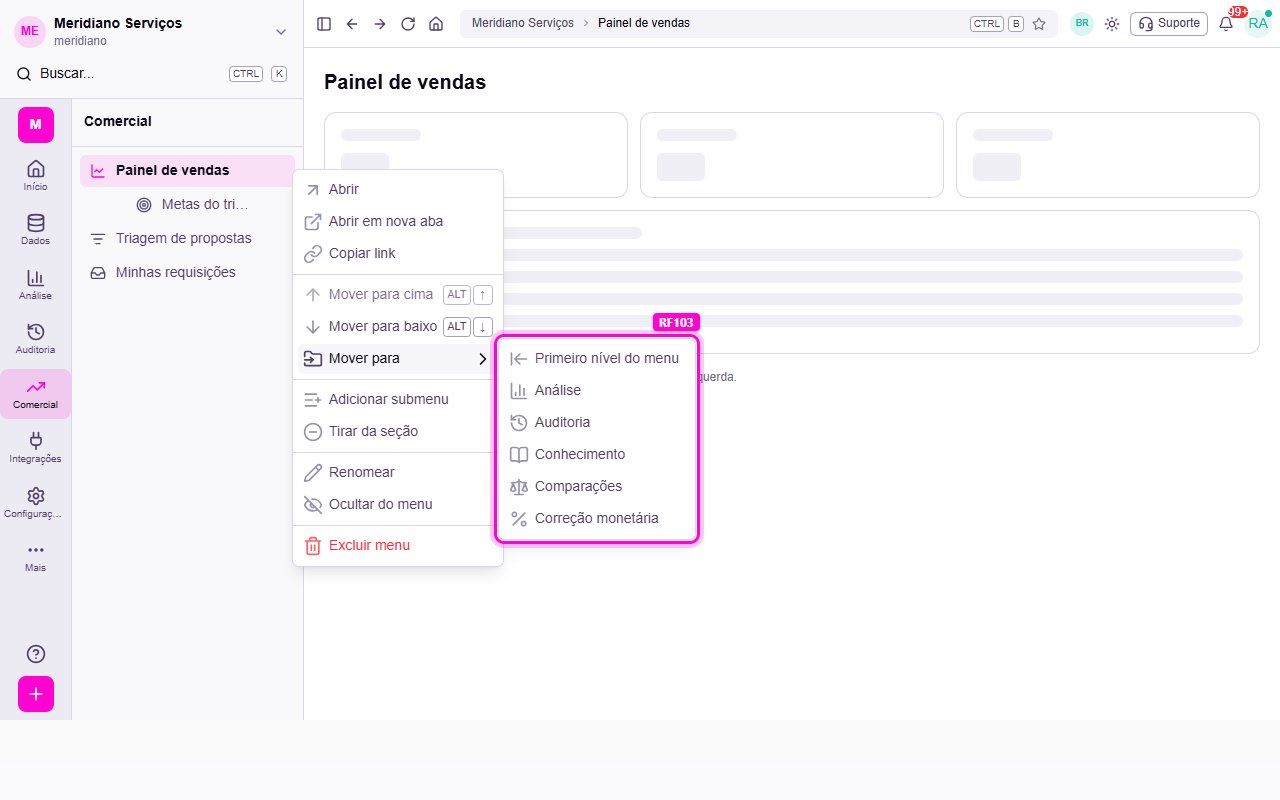 ME
Meridiano Serviços
meridiano
Buscar...
CTRL K
Meridiano Serviços > Painel de vendas
CTRL B
BR
Suporte
99+
RA
M
Início
Dados
Análise
Auditoria
Comercial
Integrações
Configuraç...
Mais
Comercial
Painel de vendas
Metas do tri...
Triagem de propostas
Minhas requisições
Painel de vendas
Abrir
Abrir em nova aba
Copiar link
Mover para cima ALT ↑
Mover para baixo ALT ↓
Mover para
Adicionar submenu
Tirar da seção
Renomear
Ocultar do menu
Excluir menu
RF103
Primeiro nível do menu
Análise
Auditoria
Conhecimento
Comparações
Correção monetária
querda.